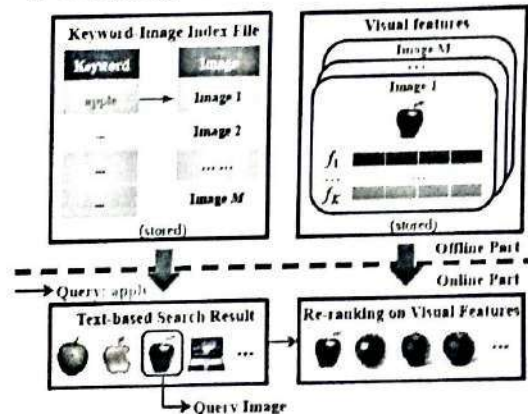 Keyword-Image Index File
Keyword Image
apple Image 1
... Image 2
... ... ...
... Image M
(stored)
Visual features
Image M
...
Image 1
f1
...
fK
(stored)
Offline Part
Online Part
Query: apple
Text-based Search Result
...
Query Image
Re-ranking on Visual Features
...